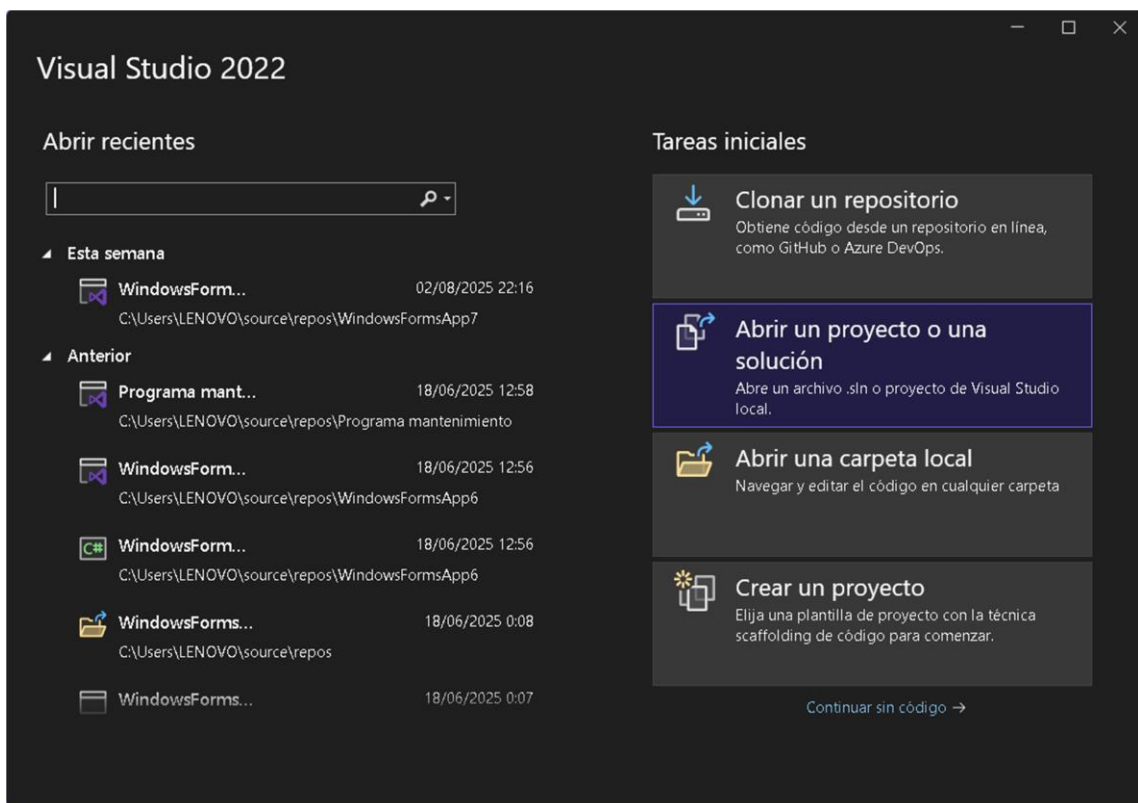 Visual Studio 2022
Abrir recientes
Esta semana
WindowsForm... 02/08/2025 22:16
C:\Users\LENOVO\source\repos\WindowsFormsApp7
Anterior
Programa mant... 18/06/2025 12:58
C:\Users\LENOVO\source\repos\Programa mantenimiento
WindowsForm... 18/06/2025 12:56
C:\Users\LENOVO\source\repos\WindowsFormsApp6
C#
WindowsForm... 18/06/2025 12:56
C:\Users\LENOVO\source\repos\WindowsFormsApp6
WindowsForms... 18/06/2025 0:08
C:\Users\LENOVO\source\repos
WindowsForms... 18/06/2025 0:07
Tareas iniciales
Clonar un repositorio
Obtiene código desde un repositorio en línea,
como GitHub o Azure DevOps.
Abrir un proyecto o una
solución
Abre un archivo .sln o proyecto de Visual Studio
local.
Abrir una carpeta local
Navegar y editar el código en cualquier carpeta
Crear un proyecto
Elija una plantilla de proyecto con la técnica
scaffolding de código para comenzar.
Continuar sin código →